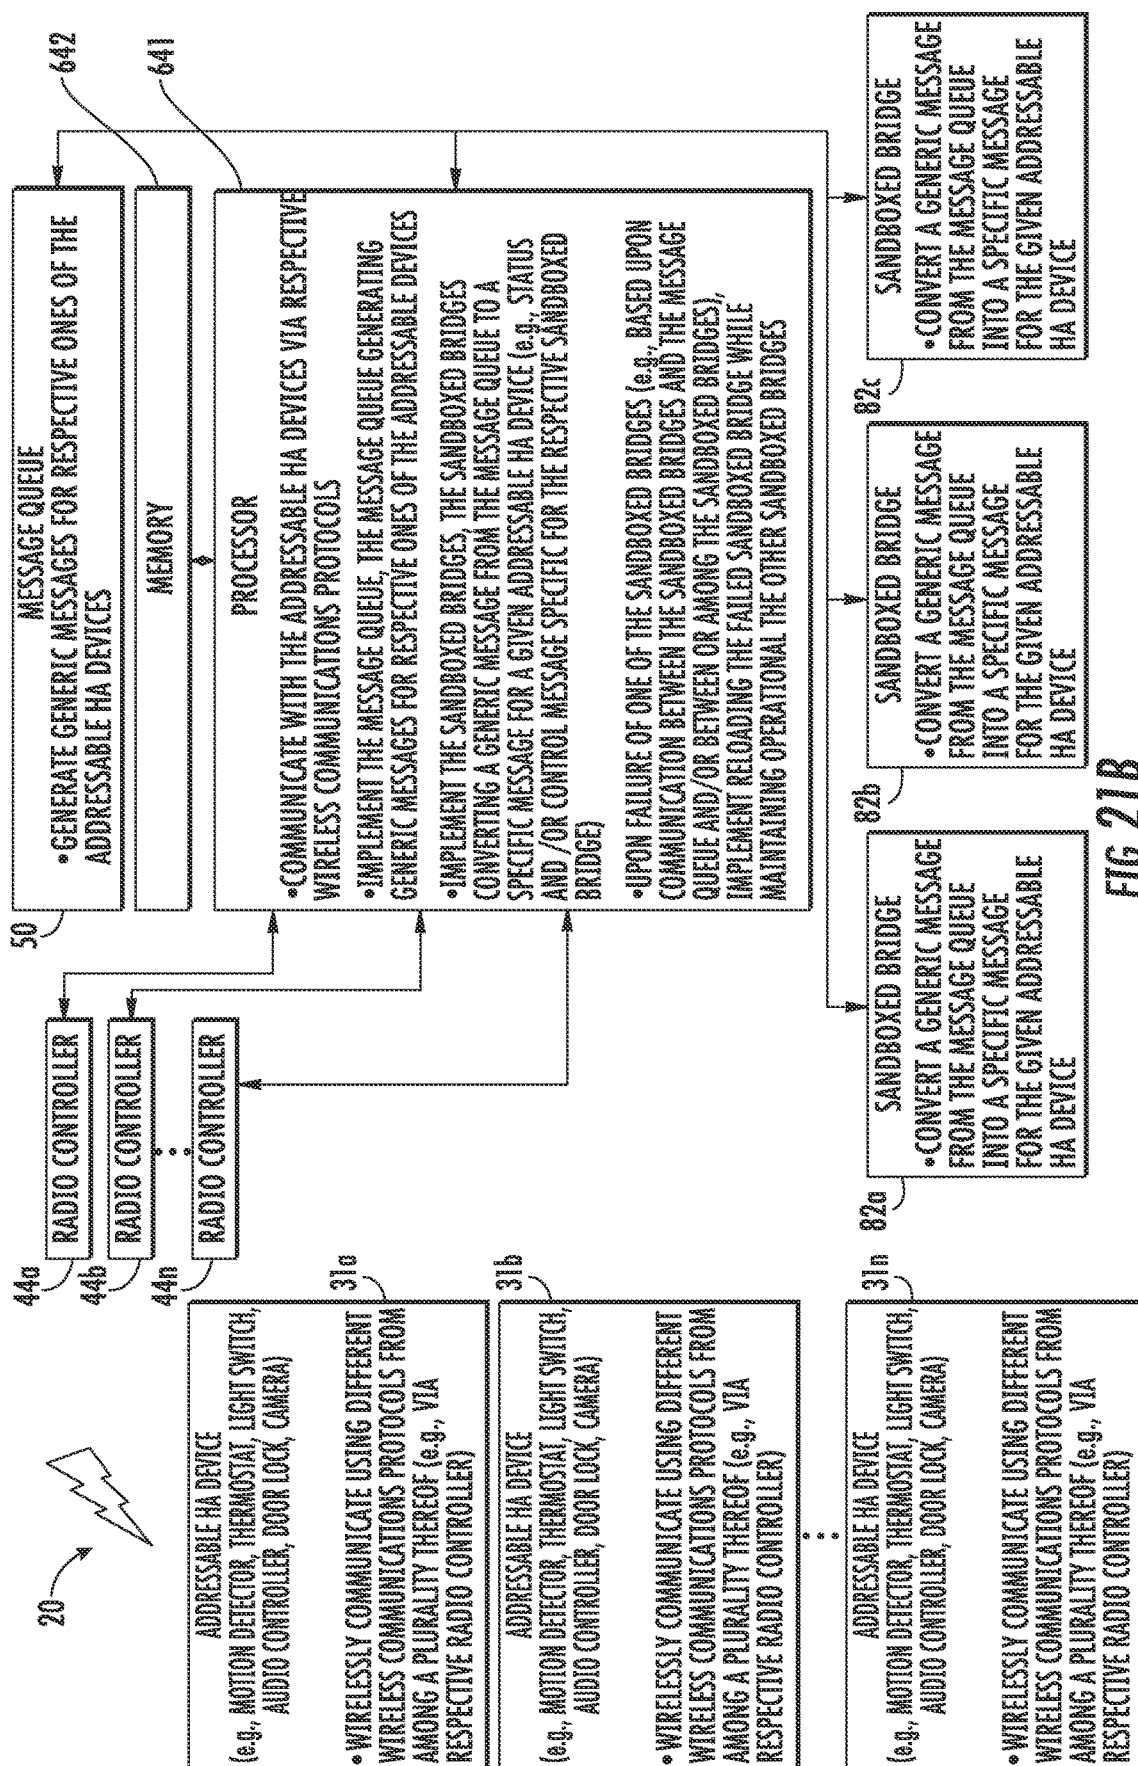 20
ADDRESSABLE HA DEVICE
(e.g., MOTION DETECTOR, THERMOSTAT, LIGHT SWITCH,
AUDIO CONTROLLER, DOOR LOCK, CAMERA)
• WIRELESSLY COMMUNICATE USING DIFFERENT
WIRELESS COMMUNICATIONS PROTOCOLS FROM
AMONG A PLURALITY THEREOF (e.g., VIA
RESPECTIVE RADIO CONTROLLER)
31a
ADDRESSABLE HA DEVICE
(e.g., MOTION DETECTOR, THERMOSTAT, LIGHT SWITCH,
AUDIO CONTROLLER, DOOR LOCK, CAMERA)
• WIRELESSLY COMMUNICATE USING DIFFERENT
WIRELESS COMMUNICATIONS PROTOCOLS FROM
AMONG A PLURALITY THEREOF (e.g., VIA
RESPECTIVE RADIO CONTROLLER)
31b
ADDRESSABLE HA DEVICE
(e.g., MOTION DETECTOR, THERMOSTAT, LIGHT SWITCH,
AUDIO CONTROLLER, DOOR LOCK, CAMERA)
• WIRELESSLY COMMUNICATE USING DIFFERENT
WIRELESS COMMUNICATIONS PROTOCOLS FROM
AMONG A PLURALITY THEREOF (e.g., VIA
RESPECTIVE RADIO CONTROLLER)
31n
44a
RADIO CONTROLLER
44b
RADIO CONTROLLER
44n
RADIO CONTROLLER
50
MESSAGE QUEUE
•GENERATE GENERIC MESSAGES FOR RESPECTIVE ONES OF THE
ADDRESSABLE HA DEVICES
MEMORY
642
PROCESSOR
641
•COMMUNICATE WITH THE ADDRESSABLE HA DEVICES VIA RESPECTIVE
WIRELESS COMMUNICATIONS PROTOCOLS
•IMPLEMENT THE MESSAGE QUEUE, THE MESSAGE QUEUE GENERATING
GENERIC MESSAGES FOR RESPECTIVE ONES OF THE ADDRESSABLE DEVICES
•IMPLEMENT THE SANDBOXED BRIDGES, THE SANDBOXED BRIDGES
CONVERTING A GENERIC MESSAGE FROM THE MESSAGE QUEUE TO A
SPECIFIC MESSAGE FOR A GIVEN ADDRESSABLE HA DEVICE (e.g., STATUS
AND /OR CONTROL MESSAGE SPECIFIC FOR THE RESPECTIVE SANDBOXED
BRIDGE)
•UPON FAILURE OF ONE OF THE SANDBOXED BRIDGES (e.g., BASED UPON
COMMUNICATION BETWEEN THE SANDBOXED BRIDGES AND THE MESSAGE
QUEUE AND/OR BETWEEN OR AMONG THE SANDBOXED BRIDGES),
IMPLEMENT RELOADING THE FAILED SANDBOXED BRIDGE WHILE
MAINTAINING OPERATIONAL THE OTHER SANDBOXED BRIDGES
82a
SANDBOXED BRIDGE
•CONVERT A GENERIC MESSAGE
FROM THE MESSAGE QUEUE
INTO A SPECIFIC MESSAGE
FOR THE GIVEN ADDRESSABLE
HA DEVICE
82b
SANDBOXED BRIDGE
•CONVERT A GENERIC MESSAGE
FROM THE MESSAGE QUEUE
INTO A SPECIFIC MESSAGE
FOR THE GIVEN ADDRESSABLE
HA DEVICE
82c
SANDBOXED BRIDGE
•CONVERT A GENERIC MESSAGE
FROM THE MESSAGE QUEUE
INTO A SPECIFIC MESSAGE
FOR THE GIVEN ADDRESSABLE
HA DEVICE
FIG. 21B